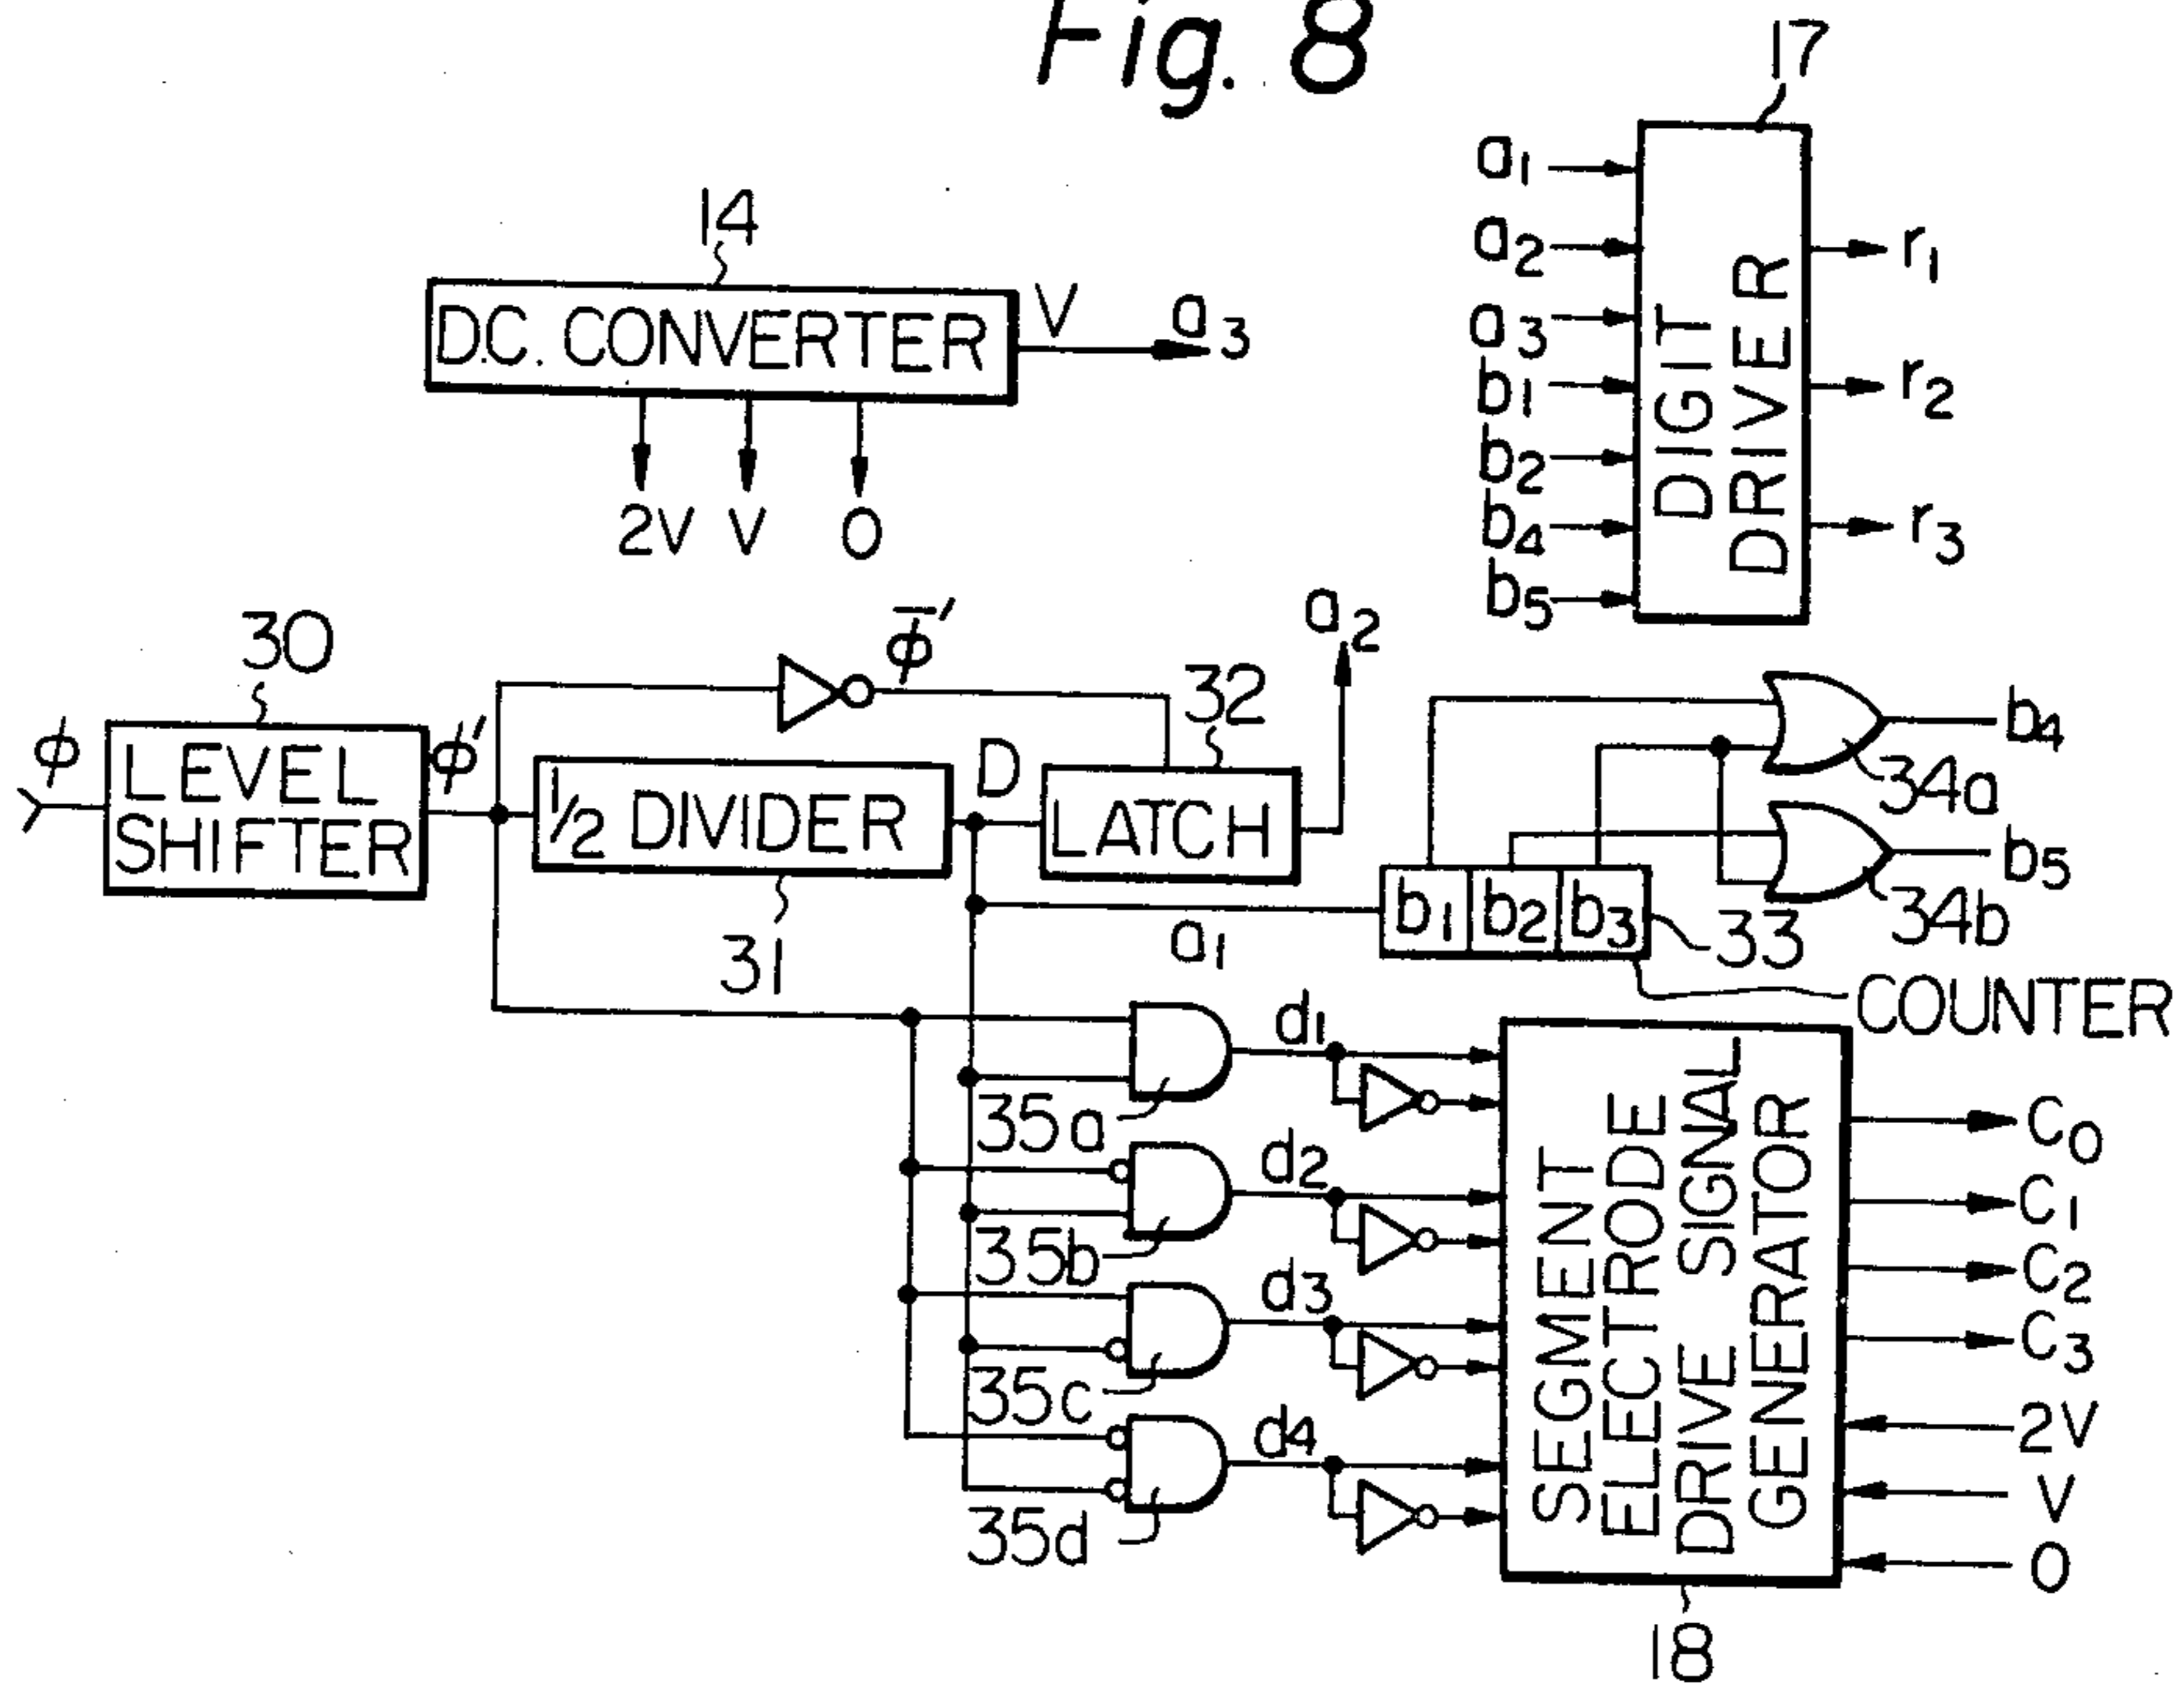 Fig. 8
17
a1
a2
a3
b1
b2
b4
b5
DIGIT
DRIVER
r1
r2
r3
14
D.C. CONVERTER
V
a3
2V
V
0
30
ϕ
LEVEL
SHIFTER
ϕ'
ϕ̅'
1/2 DIVIDER
31
D
32
LATCH
a2
a1
b1
b2
b3
33
COUNTER
34a
b4
34b
b5
35a
d1
35b
d2
35c
d3
35d
d4
SEGMENT
ELECTRODE
DRIVE SIGNAL
GENERATOR
C0
C1
C2
C3
2V
V
0
18